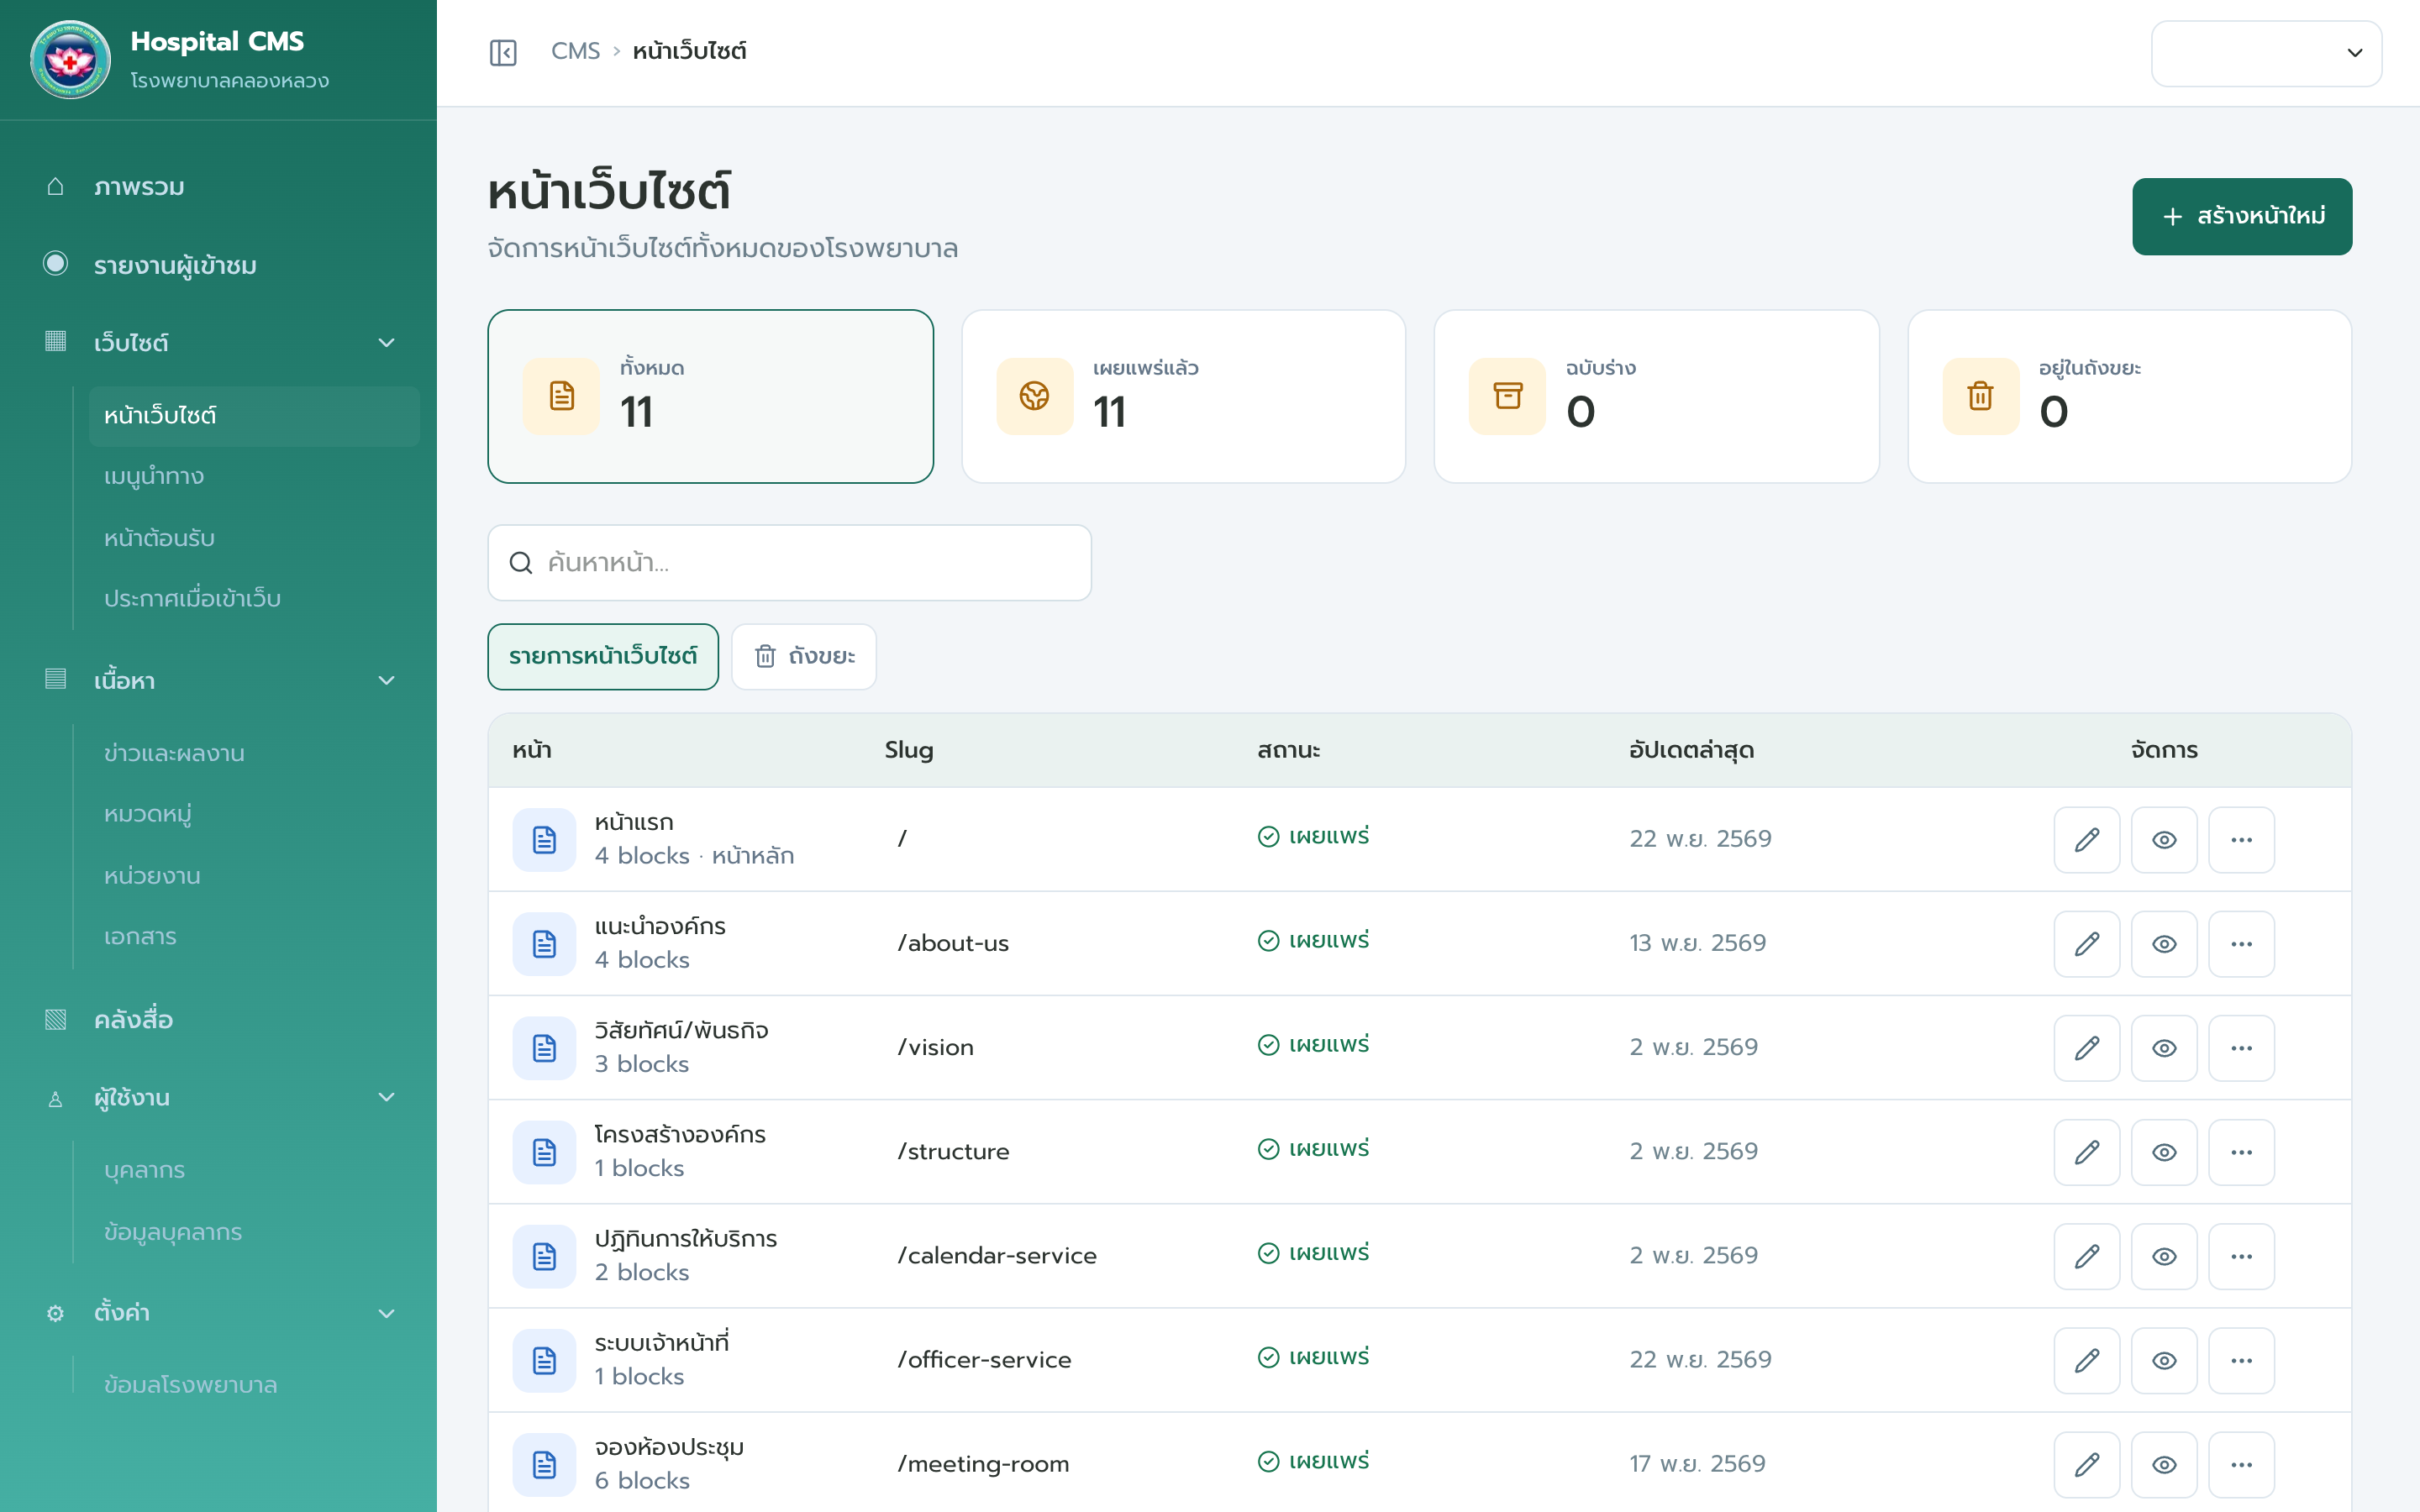 Hospital CMS
โรงพยาบาลคลองหลวง
ภาพรวม
รายงานผู้เข้าชม
เว็บไซต์
หน้าเว็บไซต์
เมนูนำทาง
หน้าต้อนรับ
ประกาศเมื่อเข้าเว็บ
เนื้อหา
ข่าวและผลงาน
หมวดหมู่
หน่วยงาน
เอกสาร
คลังสื่อ
ผู้ใช้งาน
บุคลากร
ข้อมูลบุคลากร
ตั้งค่า
ข้อมูลโรงพยาบาล
CMS › หน้าเว็บไซต์
หน้าเว็บไซต์
จัดการหน้าเว็บไซต์ทั้งหมดของโรงพยาบาล
+ สร้างหน้าใหม่
ทั้งหมด
11
เผยแพร่แล้ว
11
ฉบับร่าง
0
อยู่ในถังขยะ
0
ค้นหาหน้า...
รายการหน้าเว็บไซต์ ถังขยะ
หน้า Slug สถานะ อัปเดตล่าสุด จัดการ
หน้าแรก
4 blocks · หน้าหลัก
/ เผยแพร่ 22 พ.ย. 2569
แนะนำองค์กร
4 blocks
/about-us เผยแพร่ 13 พ.ย. 2569
วิสัยทัศน์/พันธกิจ
3 blocks
/vision เผยแพร่ 2 พ.ย. 2569
โครงสร้างองค์กร
1 blocks
/structure เผยแพร่ 2 พ.ย. 2569
ปฏิทินการให้บริการ
2 blocks
/calendar-service เผยแพร่ 2 พ.ย. 2569
ระบบเจ้าหน้าที่
1 blocks
/officer-service เผยแพร่ 22 พ.ย. 2569
จองห้องประชุม
6 blocks
/meeting-room เผยแพร่ 17 พ.ย. 2569